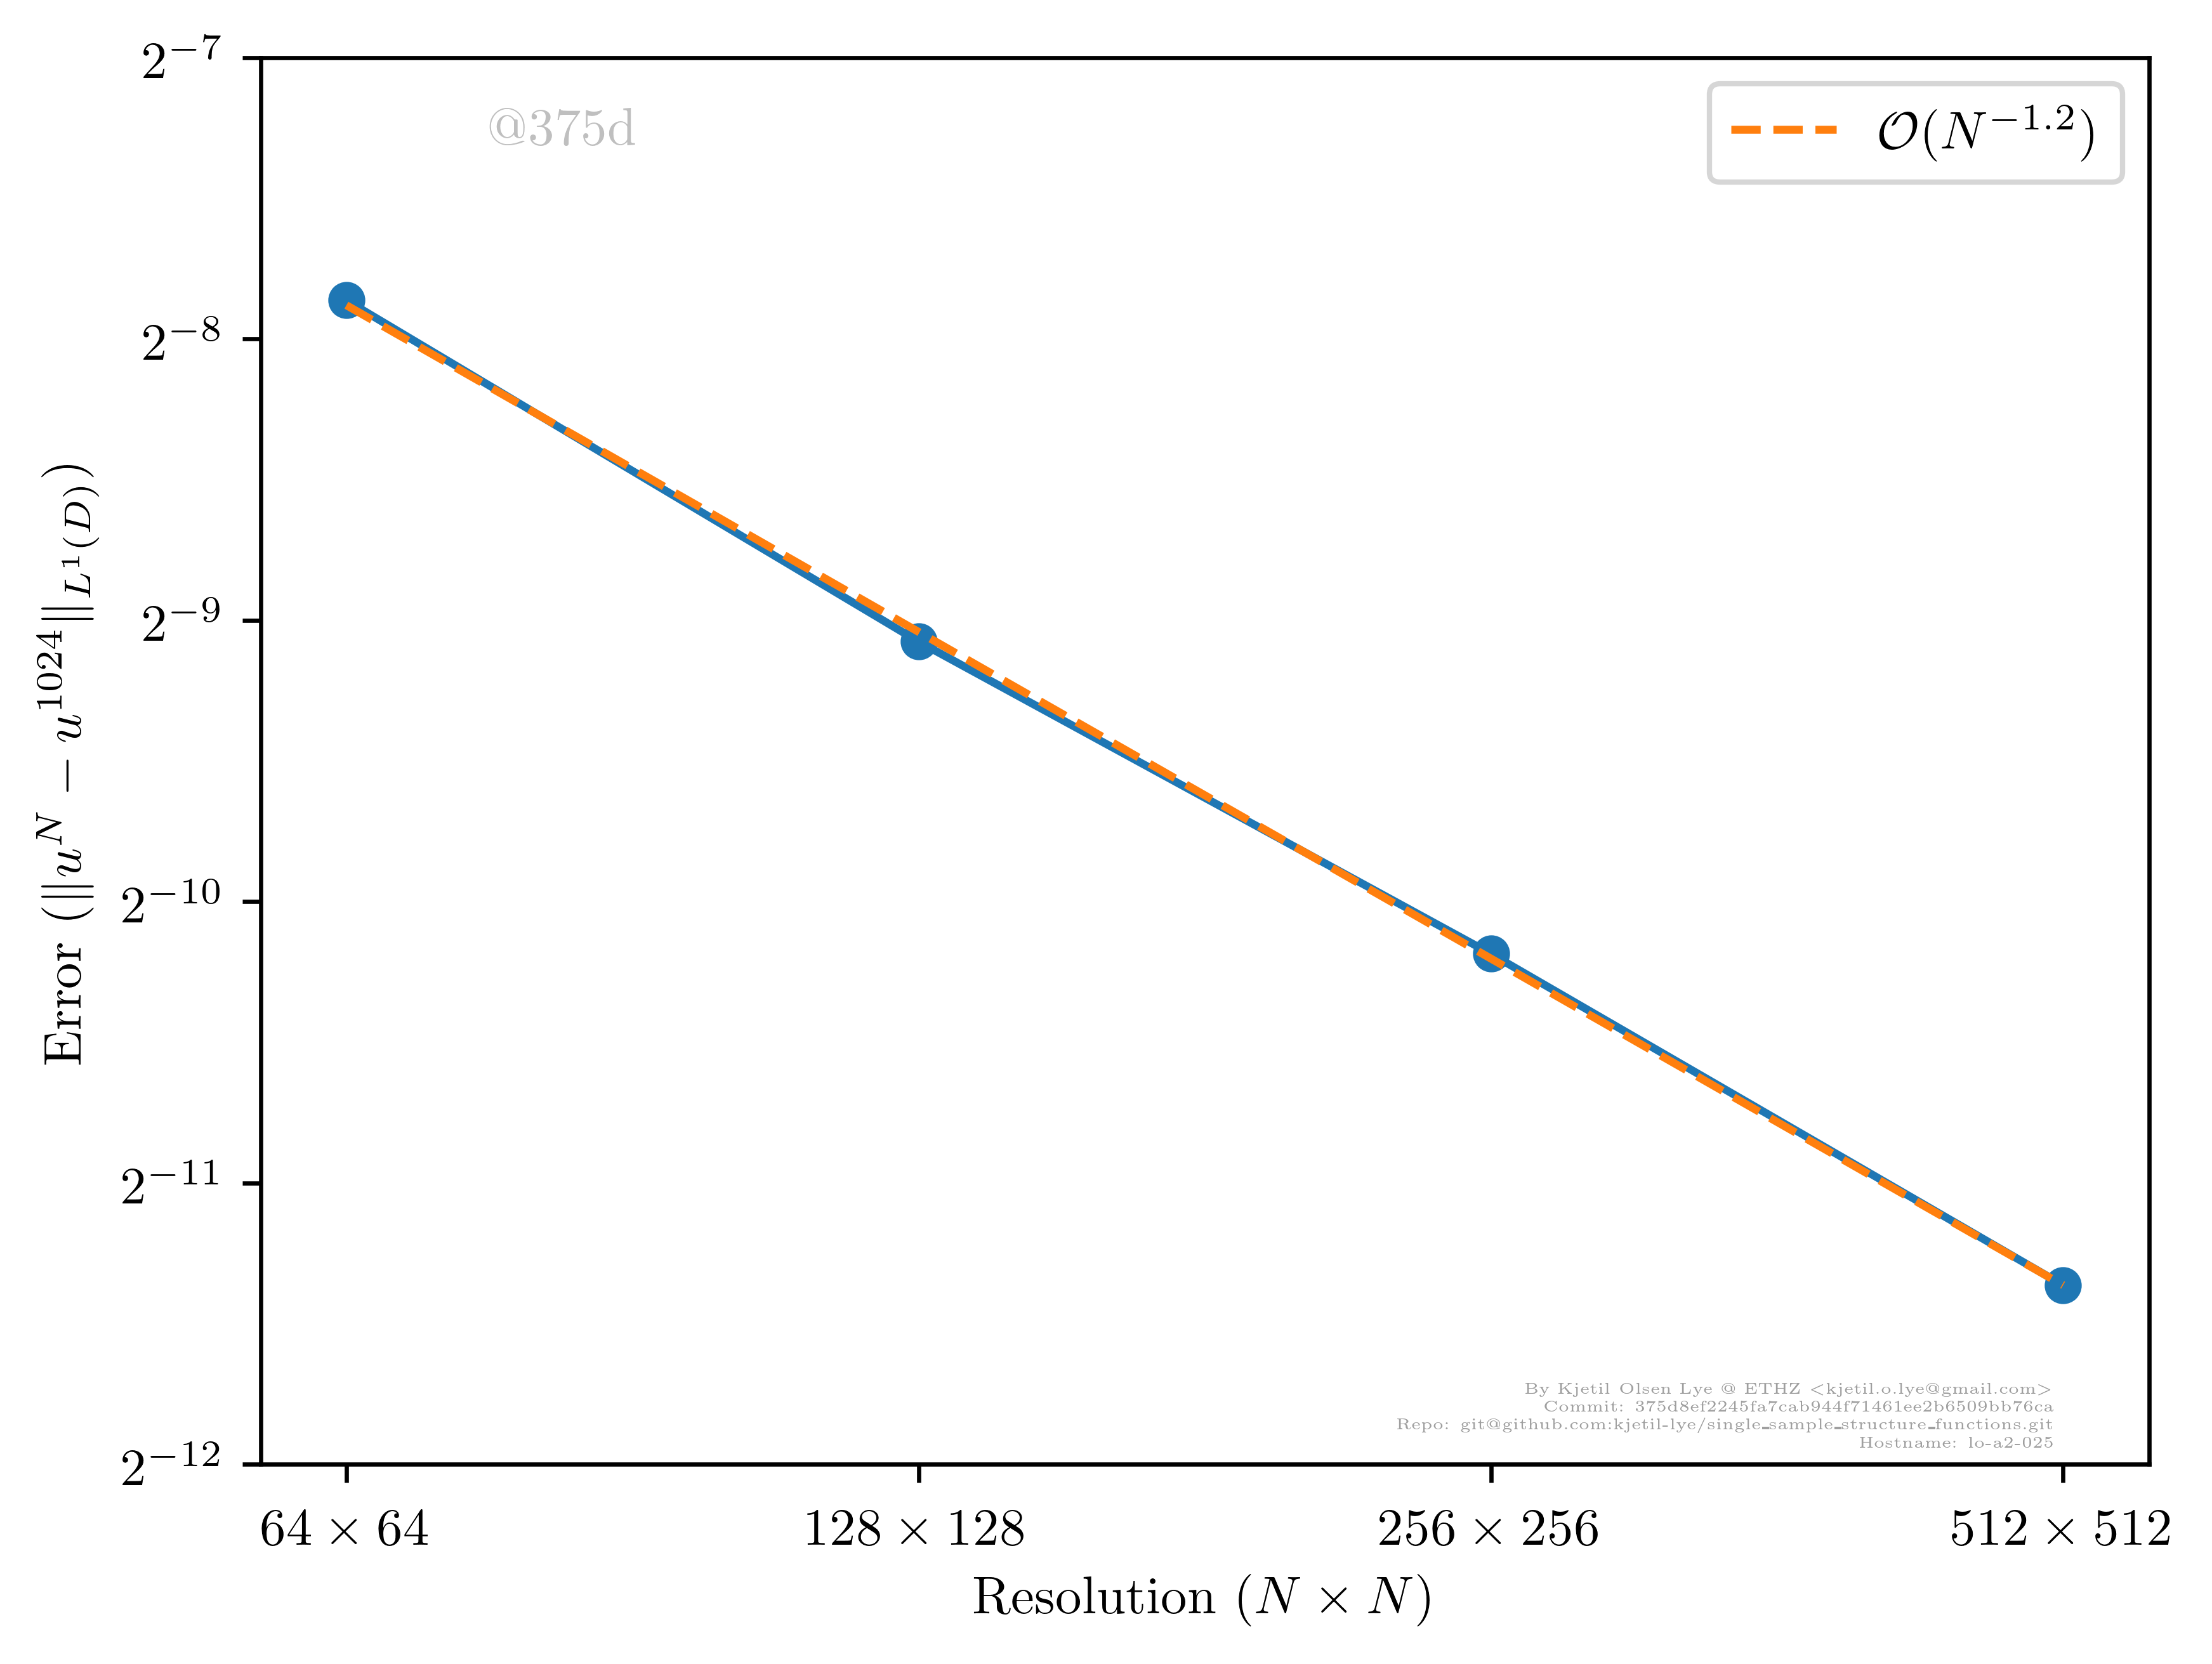 2^{-7}
@375d
\mathcal{O}(N^{-1.2})
2^{-8}
2^{-9}
2^{-10}
2^{-11}
2^{-12}
Error (||u^N − u^{1024}||_{L^1(D)})
By Kjetil Olsen Lye @ ETHZ <kjetil.o.lye@gmail.com>
Commit: 375d8ef2245fa7cab944f71461ee2b6509bb76ca
Repo: git@github.com:kjetil-lye/single_sample_structure_functions.git
Hostname: lo-a2-025
64 × 64
128 × 128
256 × 256
512 × 512
Resolution (N × N)